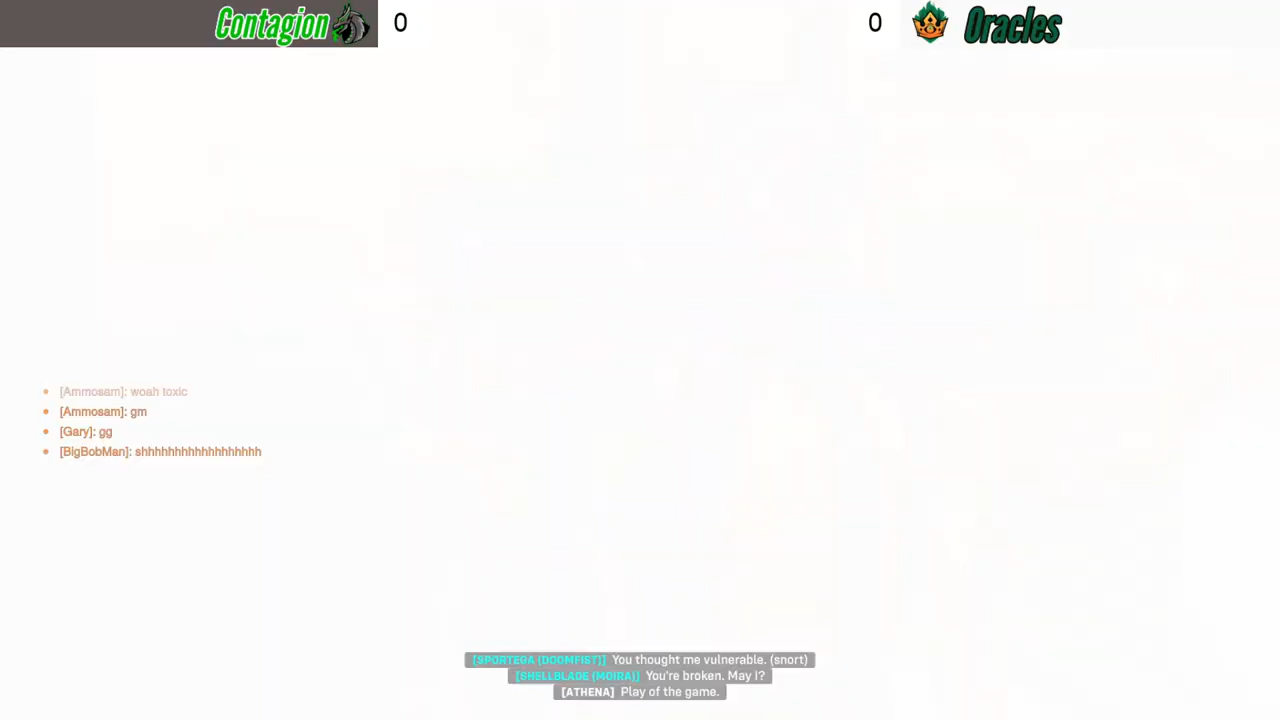 Contagion 0
0 Oracles
[Ammosam]: woah toxic
[Ammosam]: gm
[Gary]: gg
[BigBobMan]: shhhhhhhhhhhhhhhhhh
[SPORTEGA (DOOMFIST)] You thought me vulnerable. (snort)
[SHELLBLADE (MOIRA)] You're broken. May I?
[ATHENA] Play of the game.